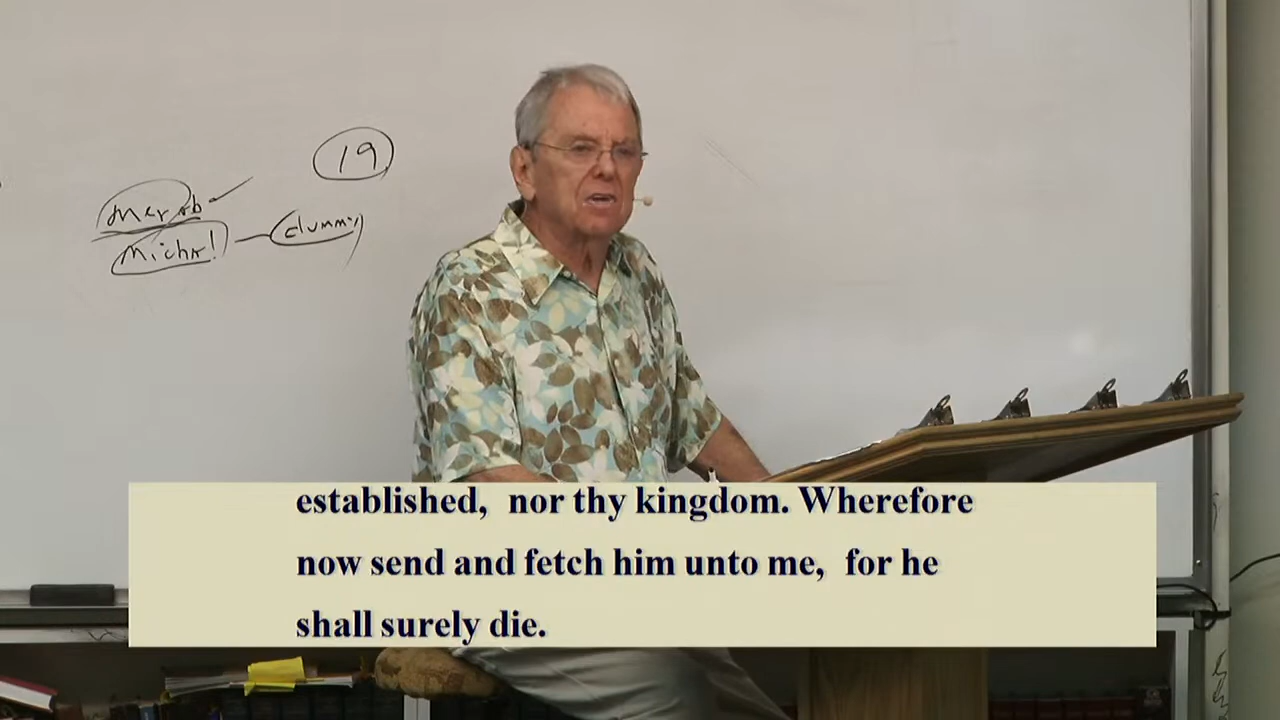 19
Merab
Michal
dummy
established, nor thy kingdom. Wherefore
now send and fetch him unto me, for he
shall surely die.